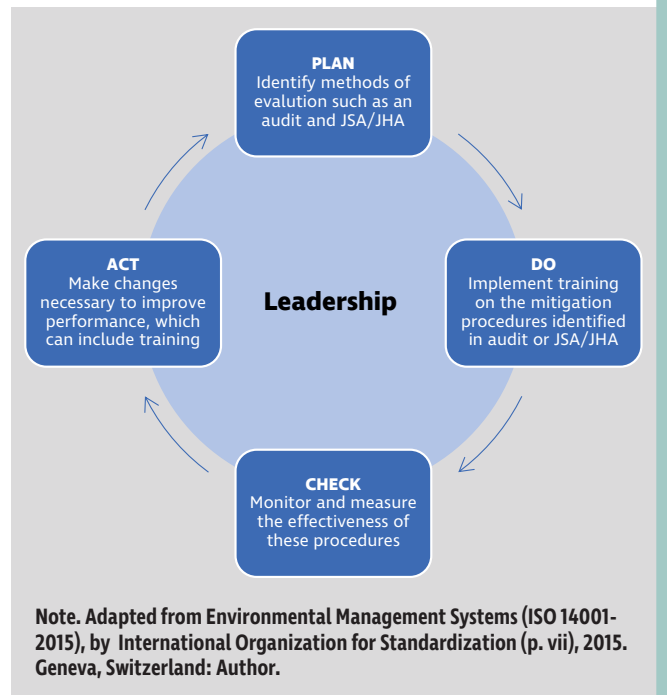 PLAN
Identify methods of
evalution such as an
audit and JSA/JHA
ACT
Make changes
necessary to improve
performance, which
can include training
Leadership
DO
Implement training
on the mitigation
procedures identified
in audit or JSA/JHA
CHECK
Monitor and measure
the effectiveness of
these procedures
Note. Adapted from Environmental Management Systems (ISO 14001-
2015), by International Organization for Standardization (p. vii), 2015.
Geneva, Switzerland: Author.